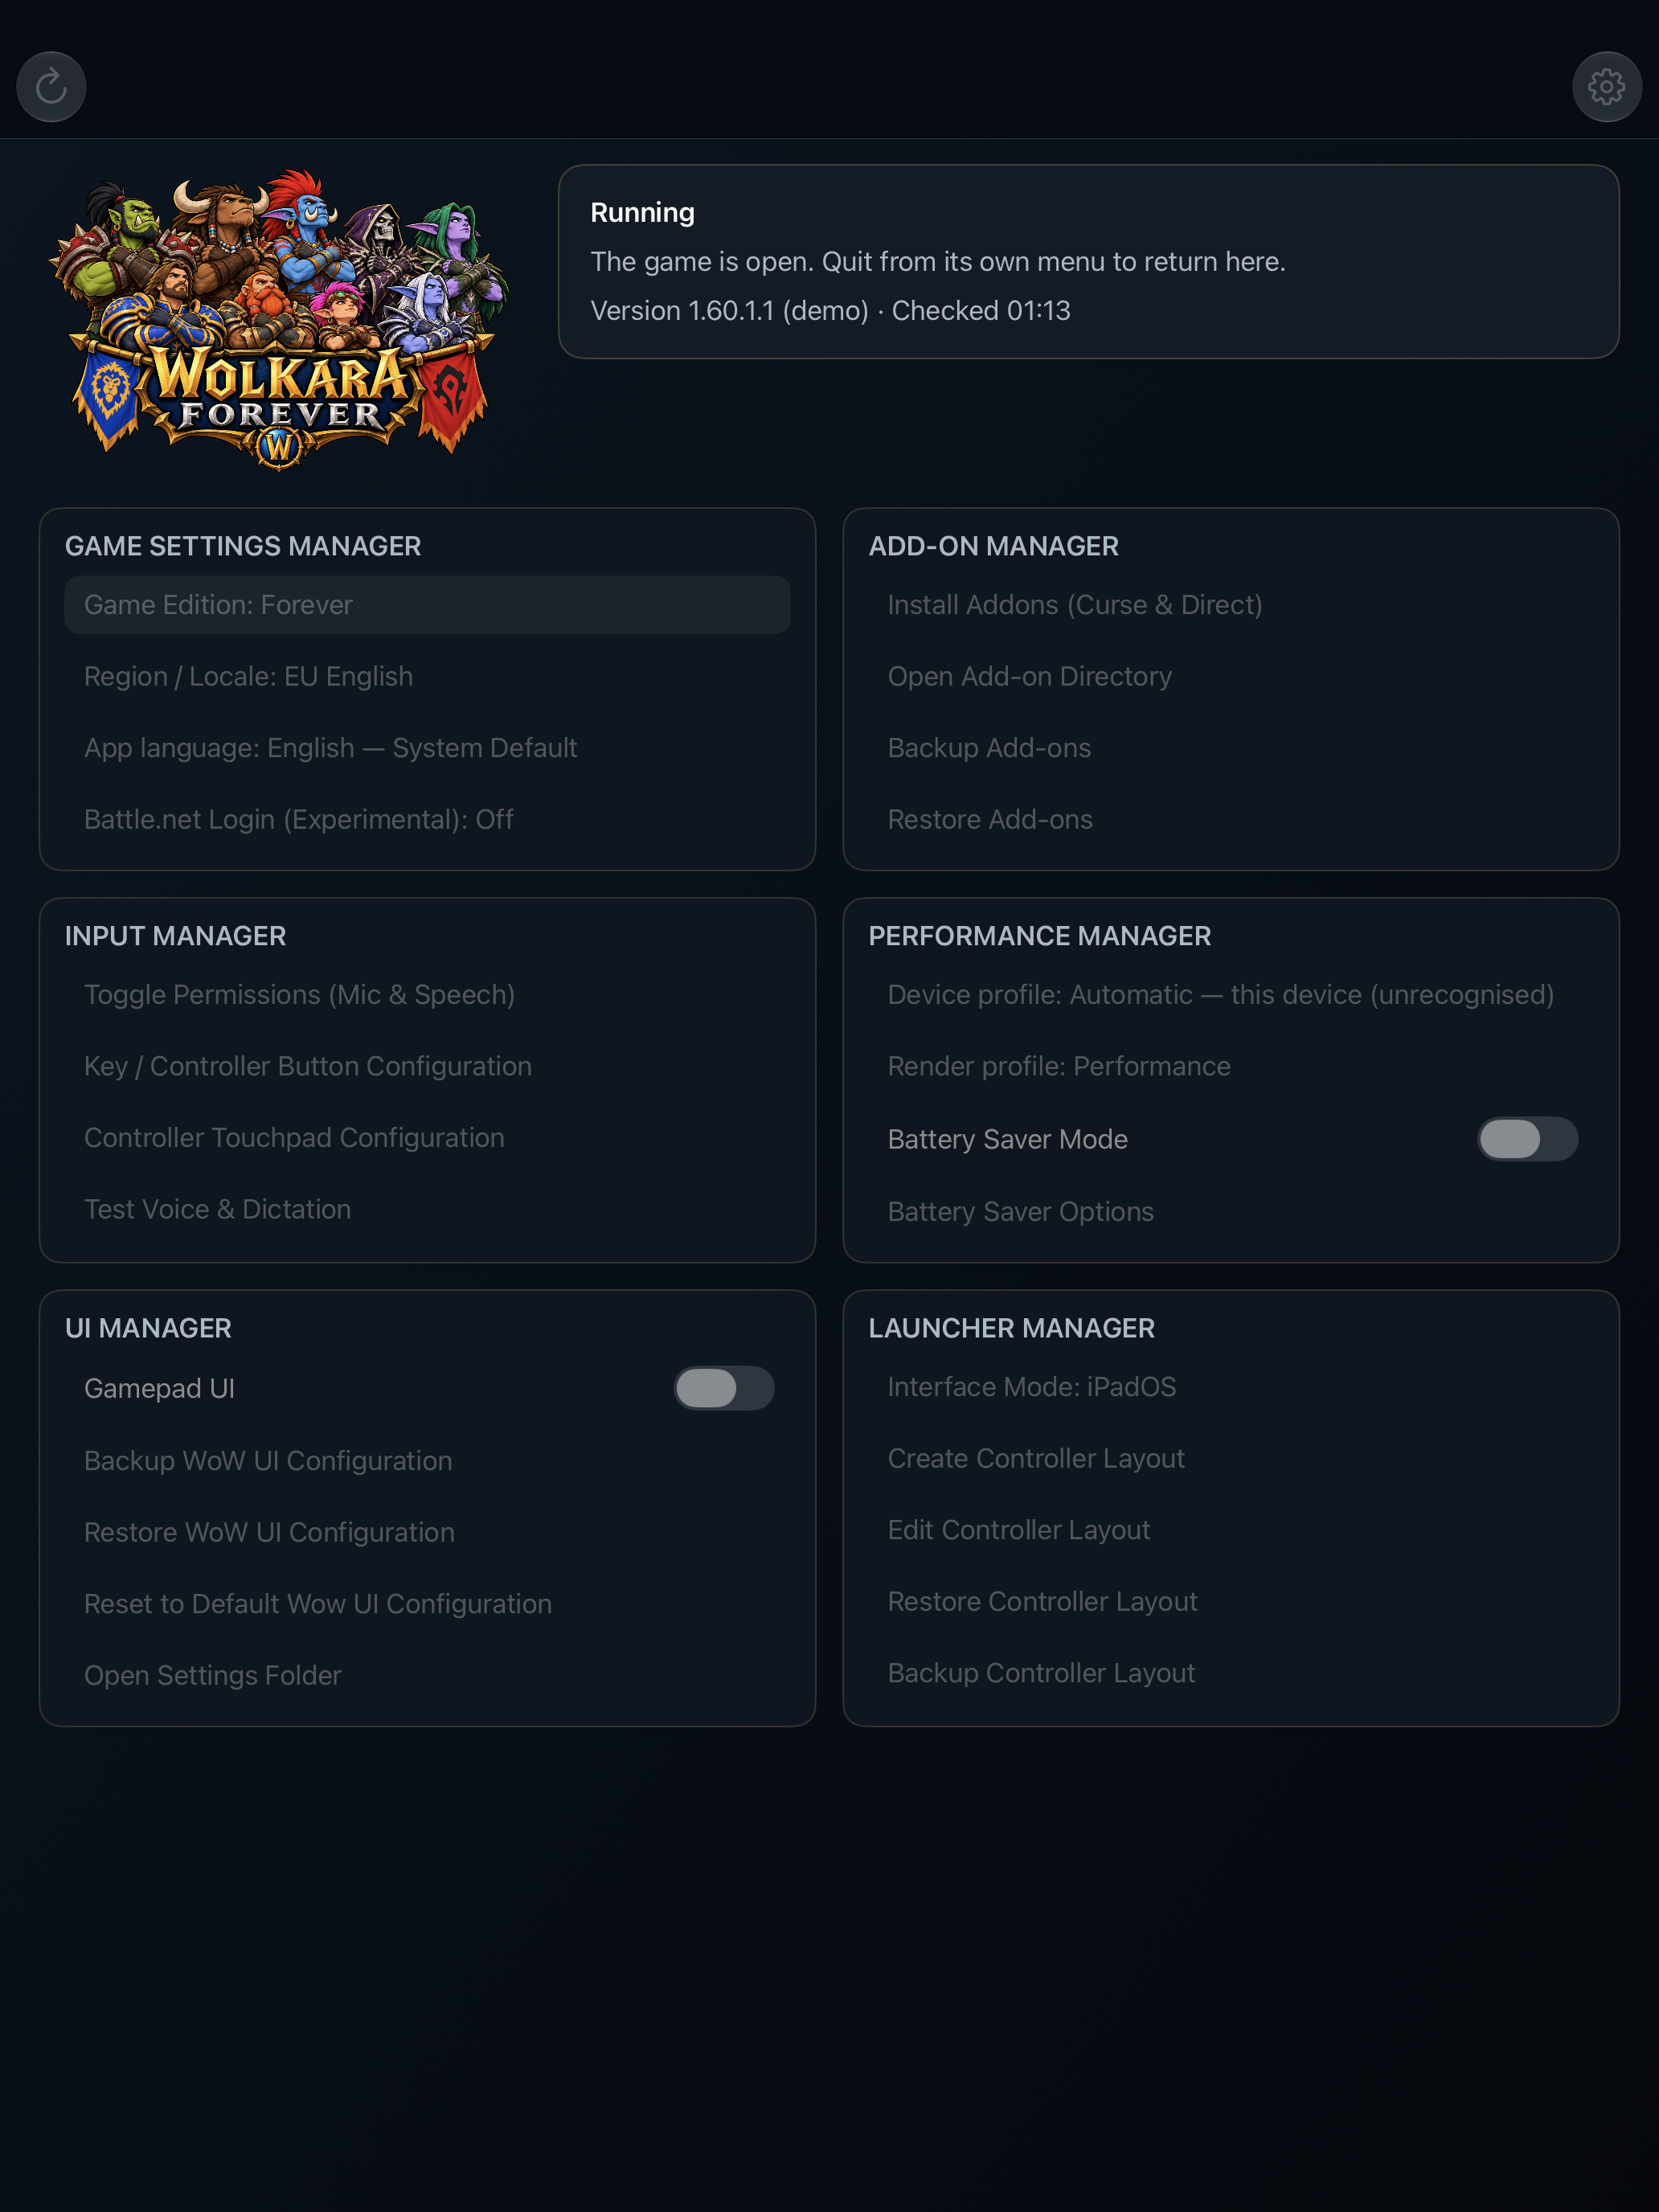 WOLKARA
FOREVER
W
Running
The game is open. Quit from its own menu to return here.
Version 1.60.1.1 (demo) · Checked 01:13
GAME SETTINGS MANAGER
Game Edition: Forever
Region / Locale: EU English
App language: English — System Default
Battle.net Login (Experimental): Off
ADD-ON MANAGER
Install Addons (Curse & Direct)
Open Add-on Directory
Backup Add-ons
Restore Add-ons
INPUT MANAGER
Toggle Permissions (Mic & Speech)
Key / Controller Button Configuration
Controller Touchpad Configuration
Test Voice & Dictation
PERFORMANCE MANAGER
Device profile: Automatic — this device (unrecognised)
Render profile: Performance
Battery Saver Mode
Battery Saver Options
UI MANAGER
Gamepad UI
Backup WoW UI Configuration
Restore WoW UI Configuration
Reset to Default Wow UI Configuration
Open Settings Folder
LAUNCHER MANAGER
Interface Mode: iPadOS
Create Controller Layout
Edit Controller Layout
Restore Controller Layout
Backup Controller Layout